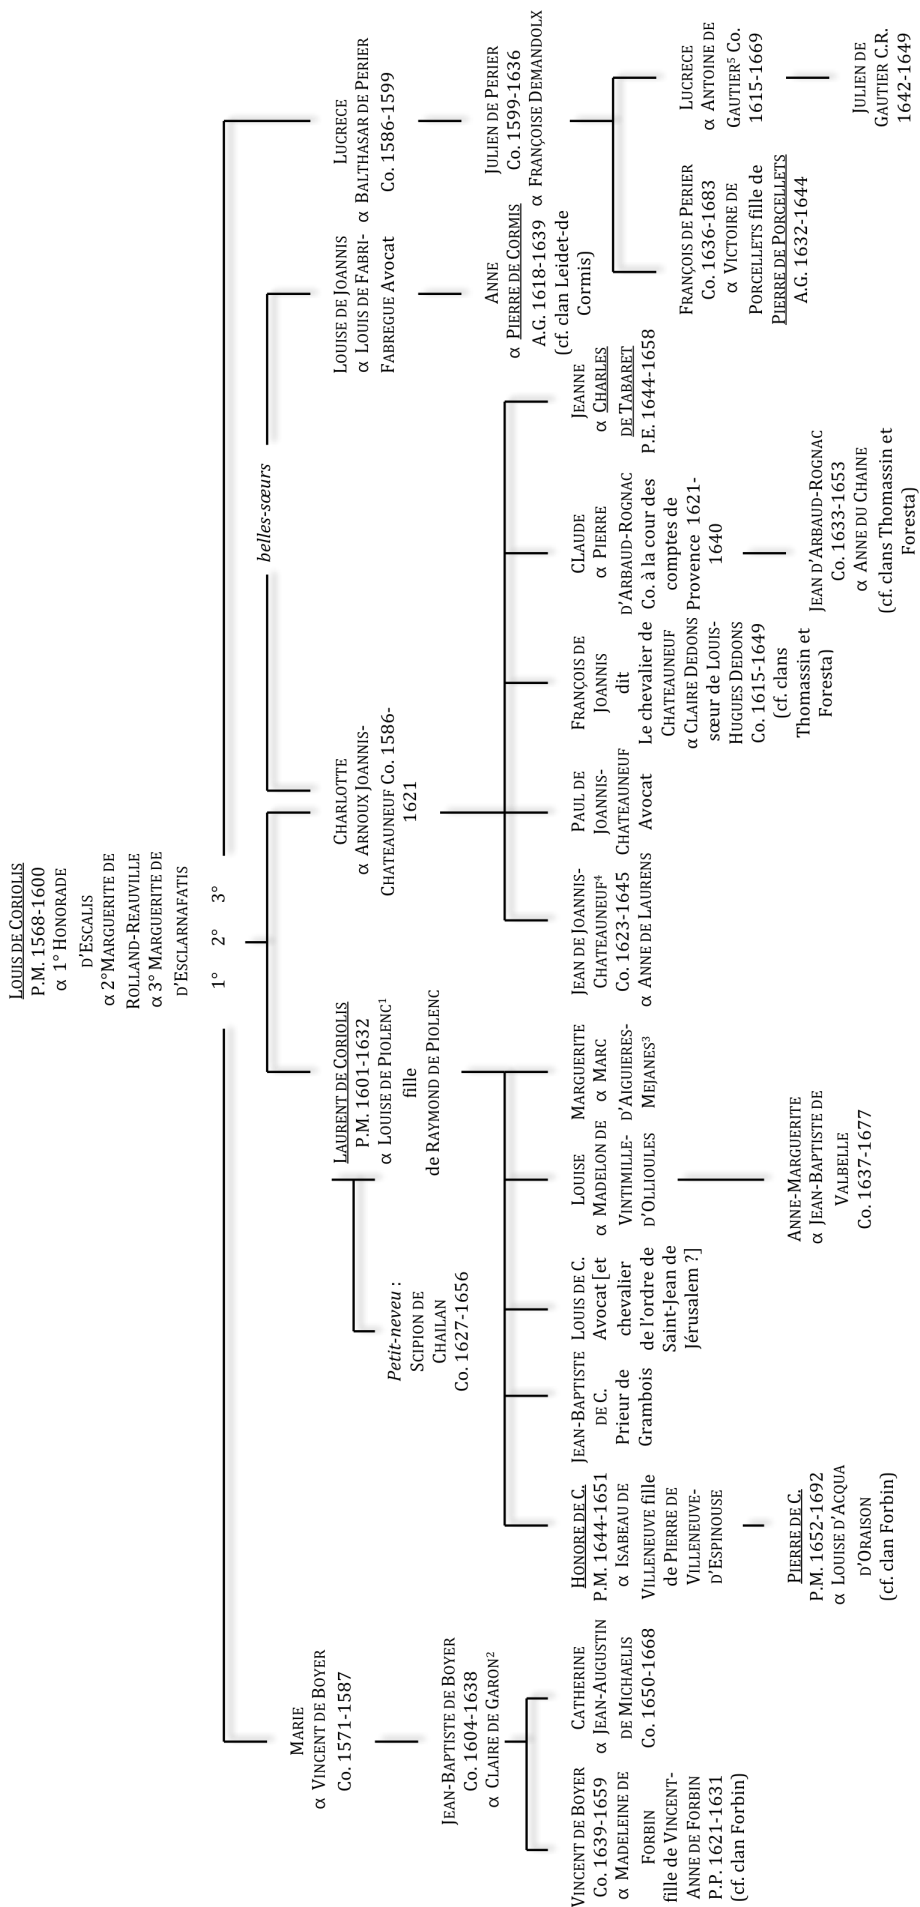 LOUIS DE CORIOLIS
P.M. 1568-1600
α 1° HONORADE
D'ESCALIS
α 2°MARGUERITE DE
ROLLAND-REAUVILLE
α 3° MARGUERITE DE
D'ESCLARNAFATIS
1° 2° 3°
belles-sœurs
MARIE
α VINCENT DE BOYER
Co. 1571-1587
LAURENT DE CORIOLIS
P.M. 1601-1632
α LOUISE DE PIOLENC¹
fille
de RAYMOND DE PIOLENC
CHARLOTTE
α ARNOUX JOANNIS-
CHATEAUNEUF Co. 1586-
1621
LOUISE DE JOANNIS
α LOUIS DE FABRI-
FABREGUE Avocat
LUCRECE
α BALTHASAR DE PERIER
Co. 1586-1599
Petit-neveu :
SCIPION DE
CHAILAN
Co. 1627-1656
JEAN-BAPTISTE DE BOYER
Co. 1604-1638
α CLAIRE DE GARON²
ANNE
α PIERRE DE CORMIS
A.G. 1618-1639
(cf. clan Leidet-de
Cormis)
JULIEN DE PERIER
Co. 1599-1636
α FRANÇOISE DEMANDOLX
VINCENT DE BOYER
Co. 1639-1659
α MADELEINE DE
FORBIN
fille de VINCENT-
ANNE DE FORBIN
P.P. 1621-1631
(cf. clan Forbin)
CATHERINE
α JEAN-AUGUSTIN
DE MICHAELIS
Co. 1650-1668
HONORE DE C.
P.M. 1644-1651
α ISABEAU DE
VILLENEUVE fille
de PIERRE DE
VILLENEUVE-
D'ESPINOUSE
JEAN-BAPTISTE
DE C.
Prieur de
Grambois
LOUIS DE C.
Avocat [et
chevalier
de l'ordre de
Saint-Jean de
Jérusalem ?]
LOUISE
α MADELON DE
VINTIMILLE-
D'OLLIOULES
MARGUERITE
α MARC
D'AIGUIERES-
MEJANES³
JEAN DE JOANNIS-
CHATEAUNEUF⁴
Co. 1623-1645
α ANNE DE LAURENS
PAUL DE
JOANNIS-
CHATEAUNEUF
Avocat
FRANÇOIS DE
JOANNIS
dit
Le chevalier de
CHATEAUNEUF
α CLAIRE DEDONS
sœur de LOUIS-
HUGUES DEDONS
Co. 1615-1649
(cf. clans
Thomassin et
Foresta)
CLAUDE
α PIERRE
D'ARBAUD-ROGNAC
Co. à la cour des
comptes de
Provence 1621-
1640
JEANNE
α CHARLES
DE TABARET
P.E. 1644-1658
FRANÇOIS DE PERIER
Co. 1636-1683
α VICTOIRE DE
PORCELLETS fille de
PIERRE DE PORCELLETS
A.G. 1632-1644
LUCRECE
α ANTOINE DE
GAUTIER⁵ Co.
1615-1669
PIERRE DE C.
P.M. 1652-1692
α LOUISE D'ACQUA
D'ORAISON
(cf. clan Forbin)
ANNE-MARGUERITE
α JEAN-BAPTISTE DE
VALBELLE
Co. 1637-1677
JEAN D'ARBAUD-ROGNAC
Co. 1633-1653
α ANNE DU CHAINE
(cf. clans Thomassin et
Foresta)
JULIEN DE
GAUTIER C.R.
1642-1649